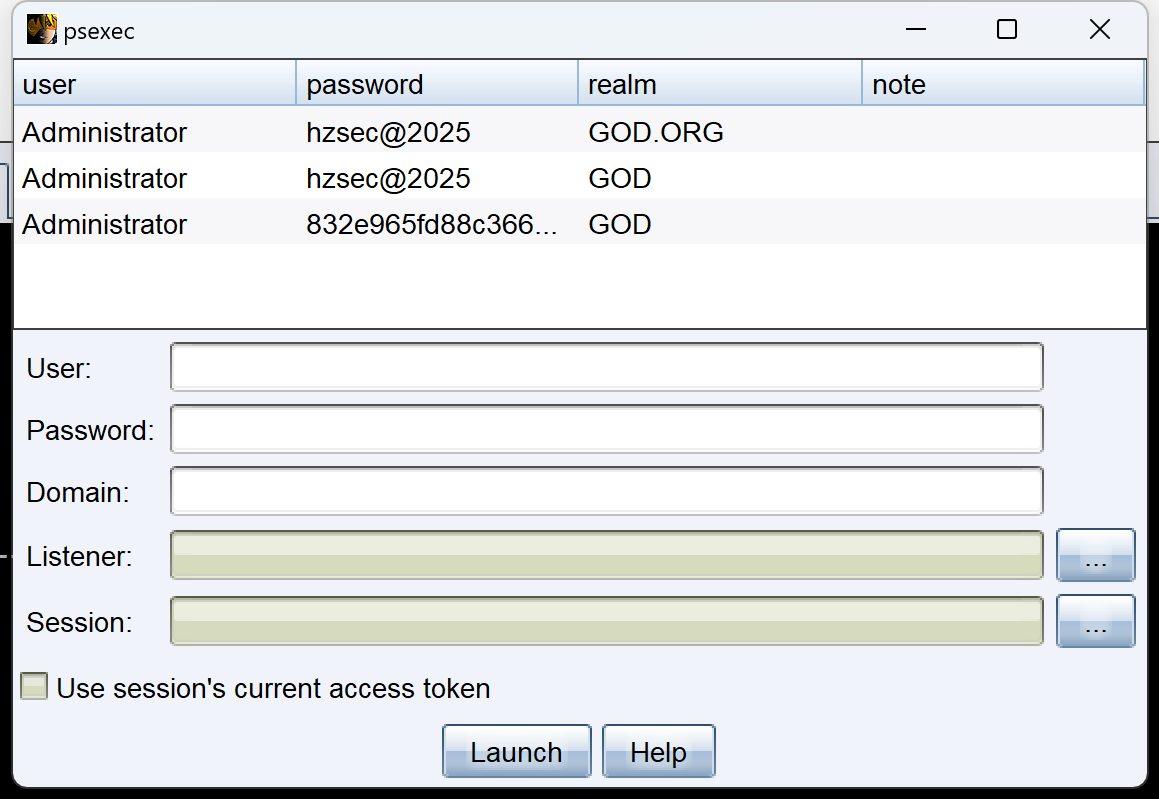 psexec
user password realm note
Administrator hzsec@2025 GOD.ORG
Administrator hzsec@2025 GOD
Administrator 832e965fd88c366... GOD
User:
Password:
Domain:
Listener: ...
Session: ...
Use session's current access token
Launch Help